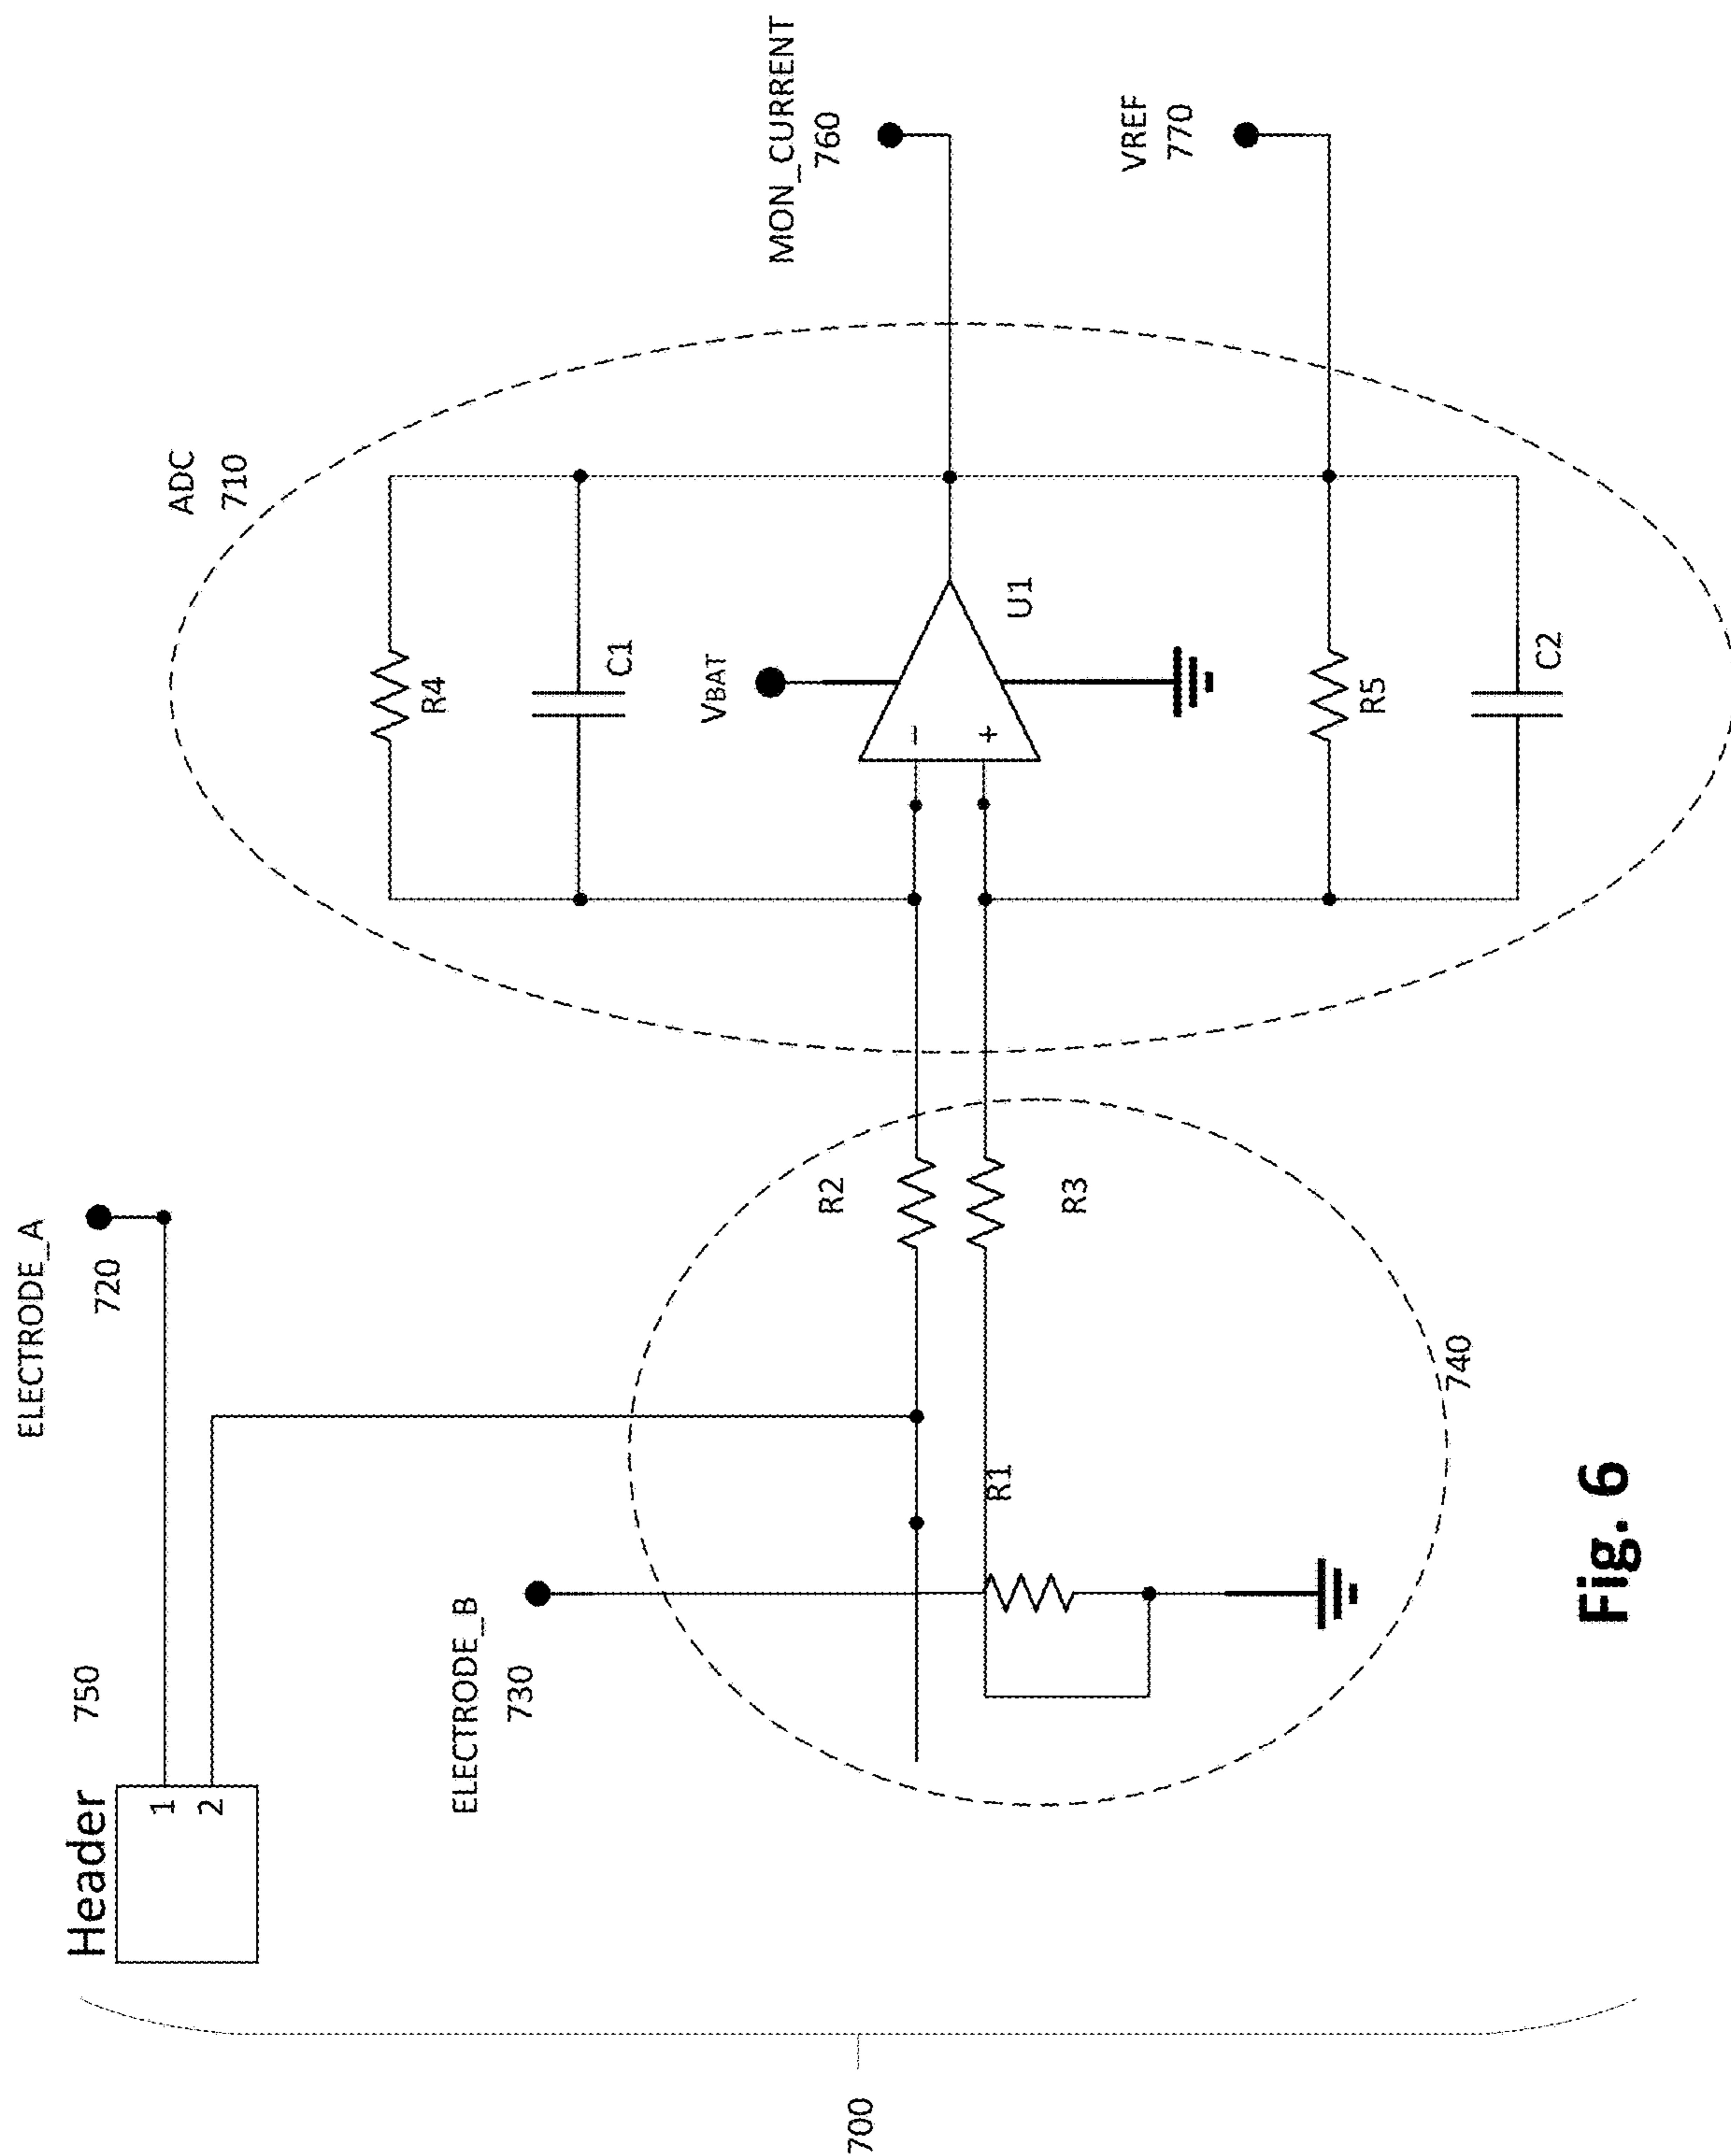 Header 750
1
2
ELECTRODE_A
720
ELECTRODE_B
730
R1
R2
R3
740
ADC
710
R4
C1
VBAT
−
+
U1
R5
C2
MON_CURRENT
760
VREF
770
700
Fig. 6